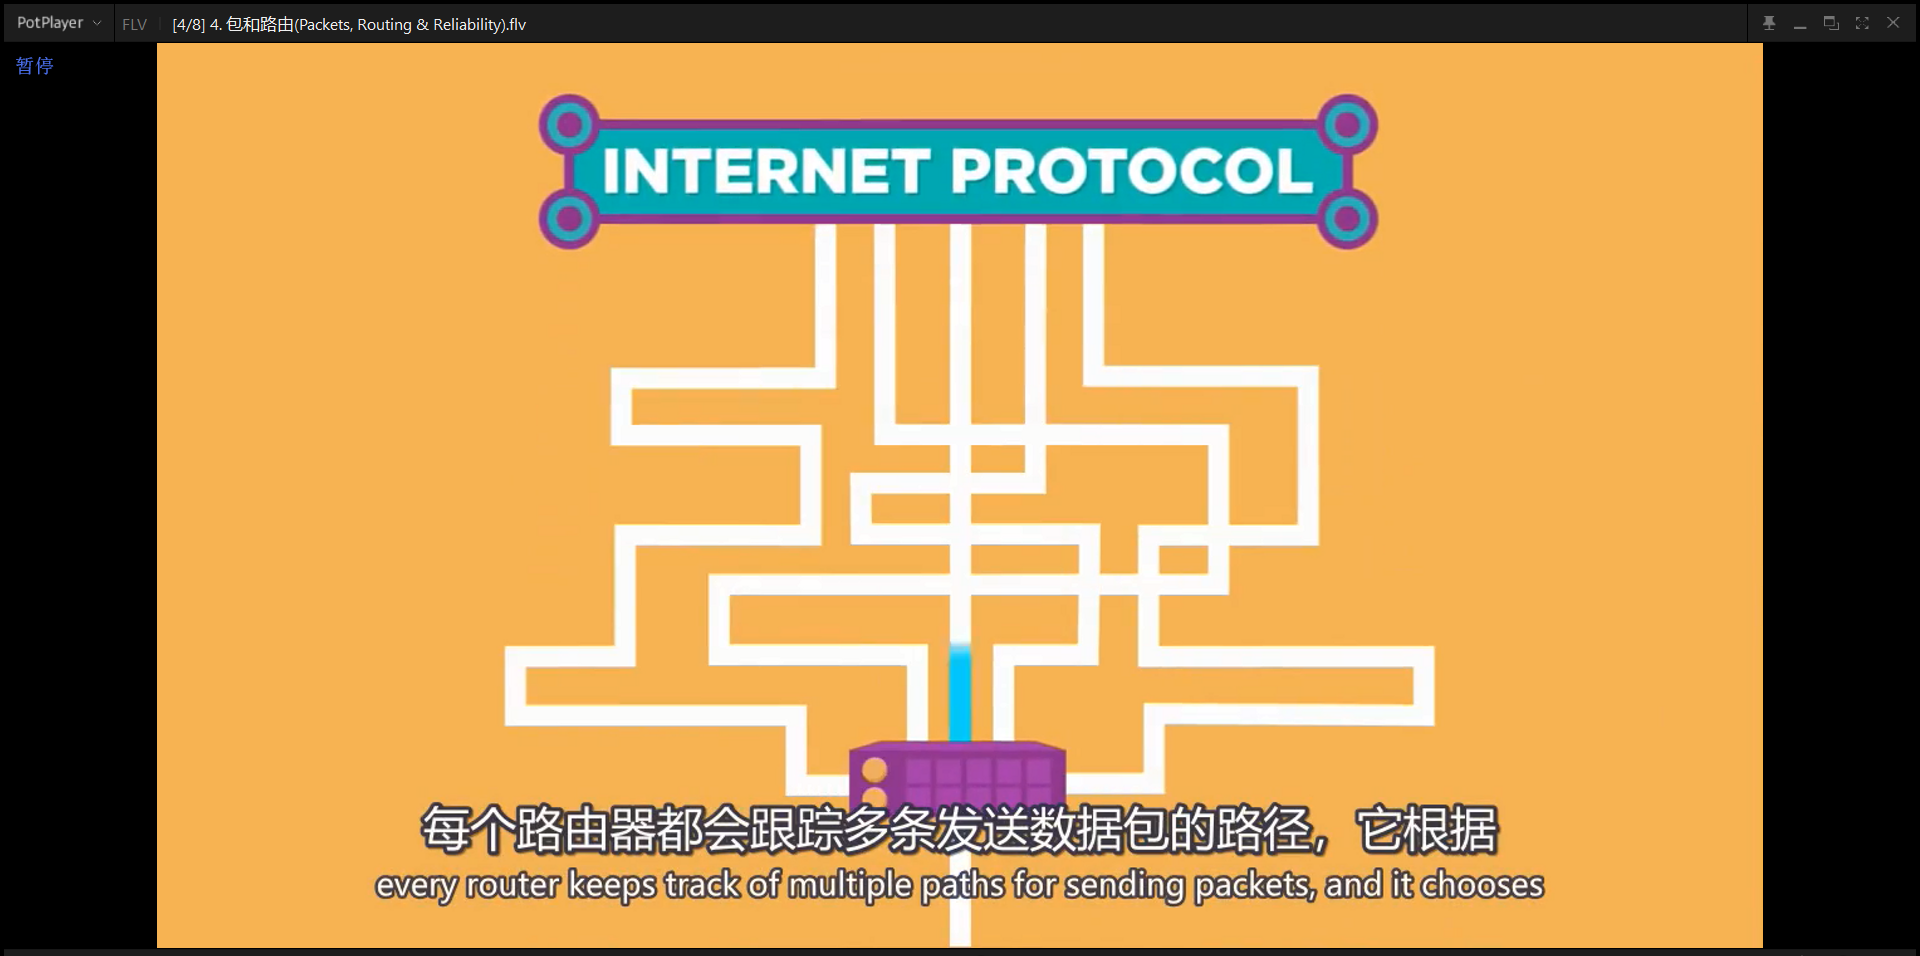 PotPlayer
FLV
[4/8] 4. 包和路由(Packets, Routing & Reliability).flv
暂停
INTERNET PROTOCOL
每个路由器都会跟踪多条发送数据包的路径，它根据
every router keeps track of multiple paths for sending packets, and it chooses